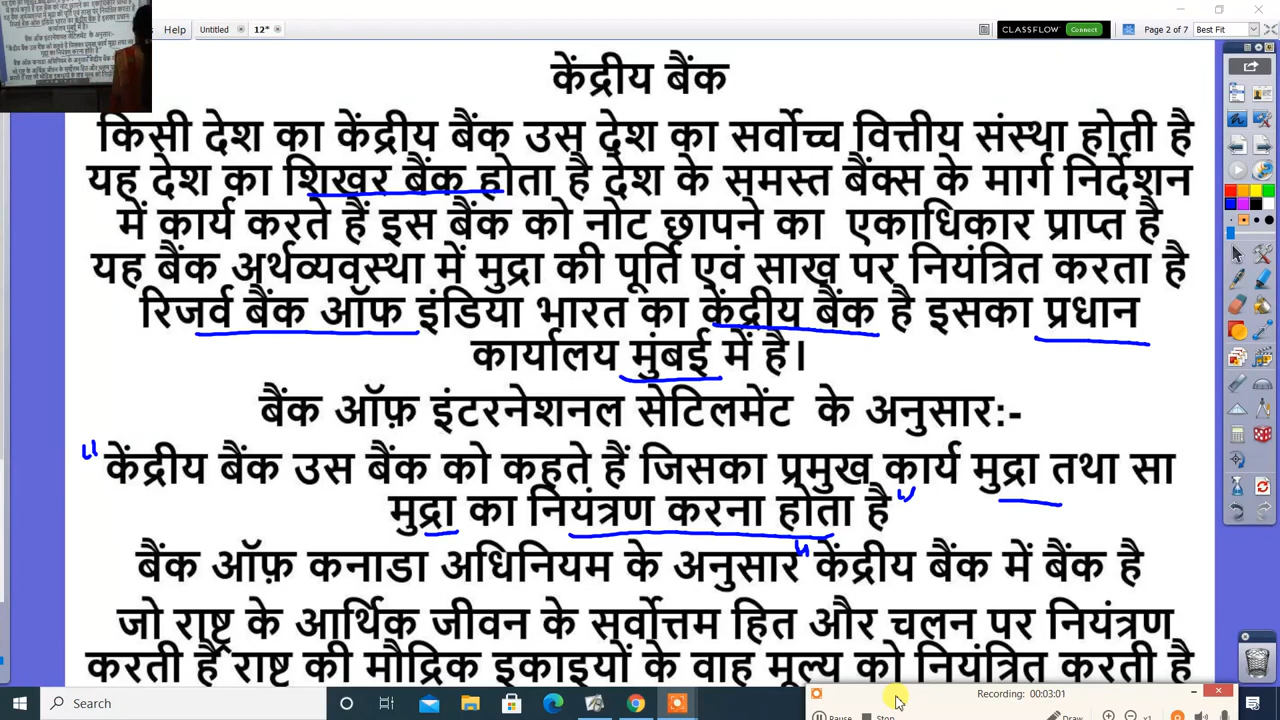 Help
Untitled
12*
CLASSFLOW
Connect
Page 2 of 7
Best Fit
केंद्रीय बैंक
किसी देश का केंद्रीय बैंक उस देश का सर्वोच्च वित्तीय संस्था होती है
यह देश का शिखर बैंक होता है देश के समस्त बैंक्स के मार्ग निर्देशन
में कार्य करते हैं इस बैंक को नोट छापने का एकाधिकार प्राप्त है
यह बैंक अर्थव्यवस्था में मुद्रा की पूर्ति एवं साख पर नियंत्रित करता है
रिजर्व बैंक ऑफ इंडिया भारत का केंद्रीय बैंक है इसका प्रधान
कार्यालय मुंबई में है।
बैंक ऑफ़ इंटरनेशनल सेटिलमेंट के अनुसार:-
"केंद्रीय बैंक उस बैंक को कहते हैं जिसका प्रमुख कार्य मुद्रा तथा सा
मुद्रा का नियंत्रण करना होता है"
बैंक ऑफ़ कनाडा अधिनियम के अनुसार"केंद्रीय बैंक में बैंक है
जो राष्ट्र के आर्थिक जीवन के सर्वोत्तम हित और चलन पर नियंत्रण
करती है राष्ट की मौद्रिक इकाइयों के वाह मूल्य को नियंत्रित करती है
Recording: 00:03:01
Pause
Stop
Draw
x1
Search